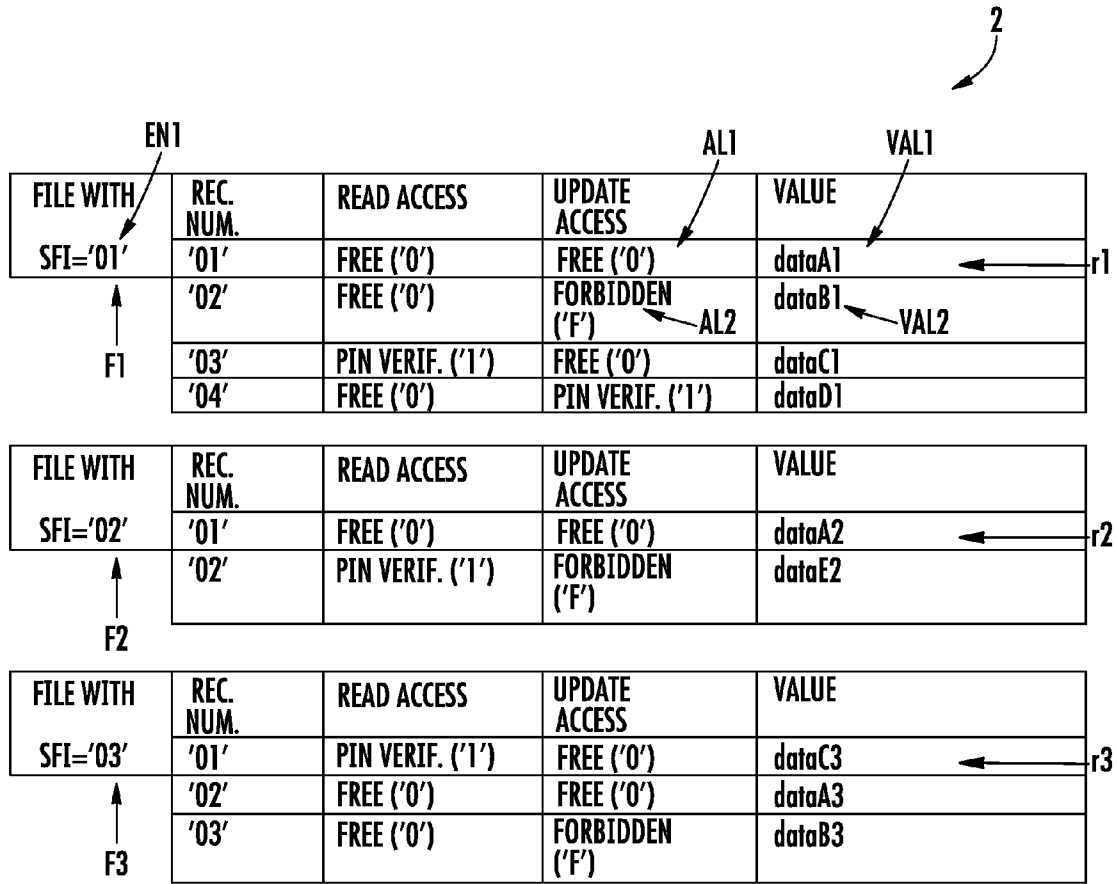 2
EN1
AL1
VAL1
FILE WITH
REC. NUM.
READ ACCESS
UPDATE ACCESS
VALUE
SFI='01'
'01'
FREE ('0')
FREE ('0')
dataA1
r1
'02'
FREE ('0')
FORBIDDEN ('F')
dataB1
AL2
VAL2
F1
'03'
PIN VERIF. ('1')
FREE ('0')
dataC1
'04'
FREE ('0')
PIN VERIF. ('1')
dataD1
FILE WITH
REC. NUM.
READ ACCESS
UPDATE ACCESS
VALUE
SFI='02'
'01'
FREE ('0')
FREE ('0')
dataA2
r2
'02'
PIN VERIF. ('1')
FORBIDDEN ('F')
dataE2
F2
FILE WITH
REC. NUM.
READ ACCESS
UPDATE ACCESS
VALUE
SFI='03'
'01'
PIN VERIF. ('1')
FREE ('0')
dataC3
r3
'02'
FREE ('0')
FREE ('0')
dataA3
'03'
FREE ('0')
FORBIDDEN ('F')
dataB3
F3